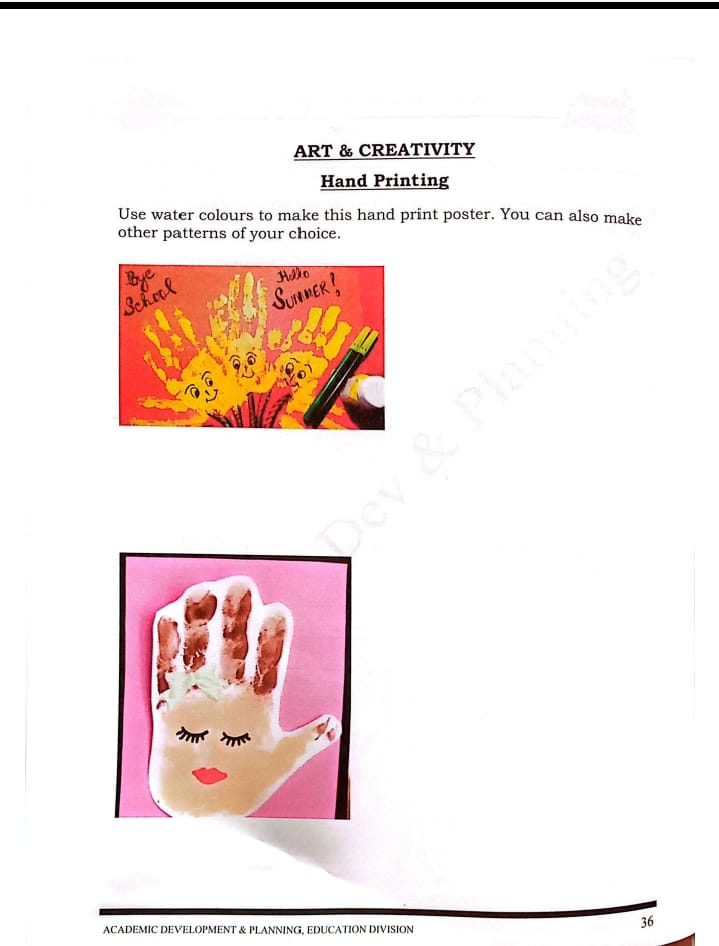 ART & CREATIVITY
Hand Printing
Use water colours to make this hand print poster. You can also make
other patterns of your choice.
Bye
School
Hello
SUMMER!
Dev & Planning
ACADEMIC DEVELOPMENT & PLANNING, EDUCATION DIVISION
36